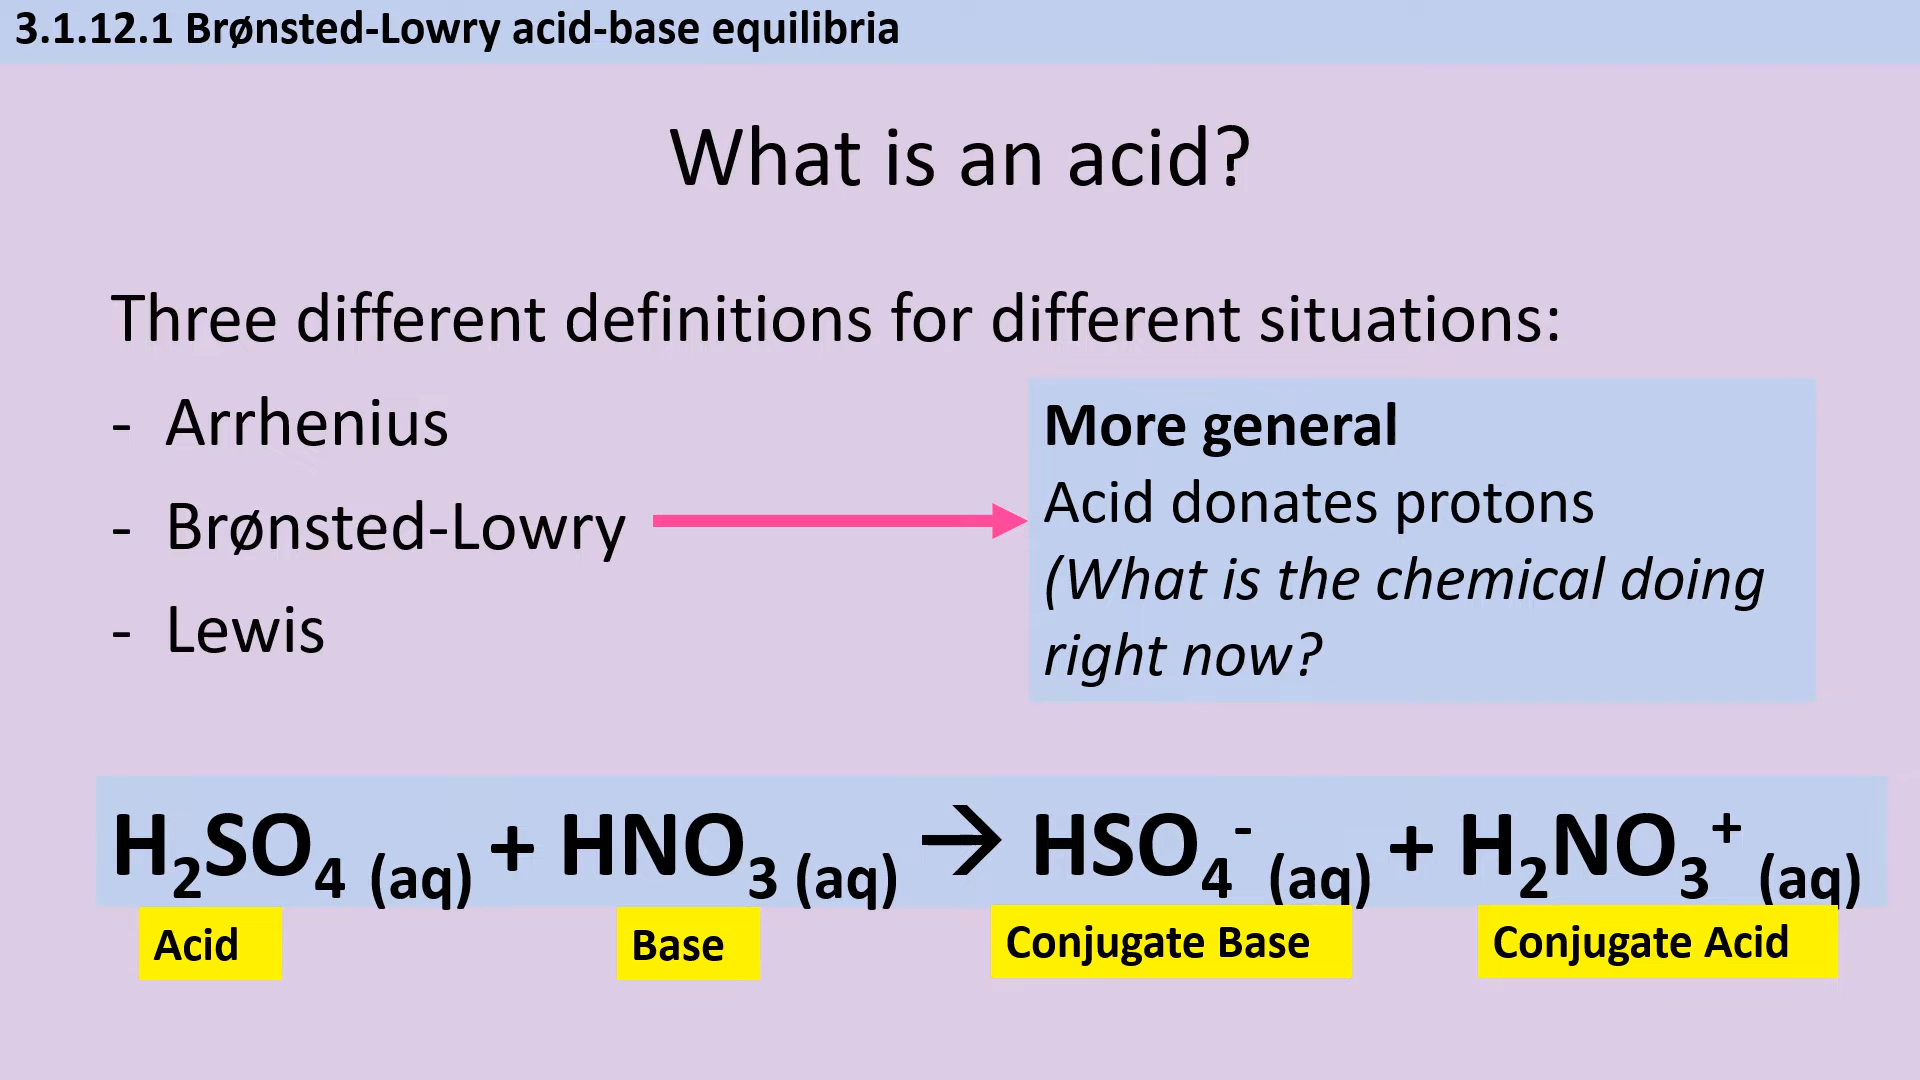 3.1.12.1 Brønsted-Lowry acid-base equilibria
What is an acid?
Three different definitions for different situations:
- Arrhenius
- Brønsted-Lowry
- Lewis
More general
Acid donates protons
(What is the chemical doing
right now?
H₂SO₄ (aq) + HNO₃ (aq) → HSO₄⁻ (aq) + H₂NO₃⁺ (aq)
Acid Base Conjugate Base Conjugate Acid